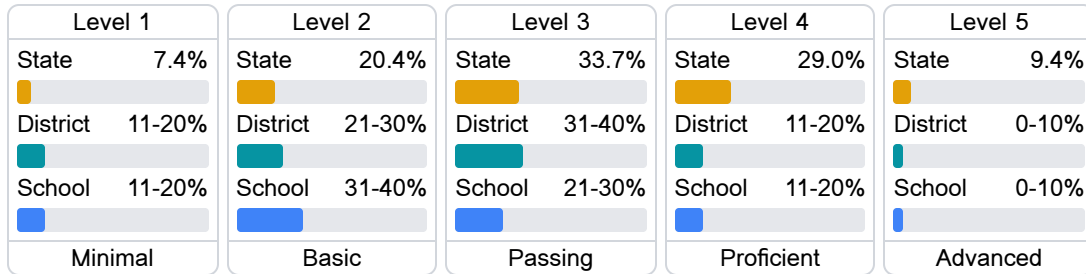 Level 1
State 7.4%
District 11-20%
School 11-20%
Minimal
Level 2
State 20.4%
District 21-30%
School 31-40%
Basic
Level 3
State 33.7%
District 31-40%
School 21-30%
Passing
Level 4
State 29.0%
District 11-20%
School 11-20%
Proficient
Level 5
State 9.4%
District 0-10%
School 0-10%
Advanced